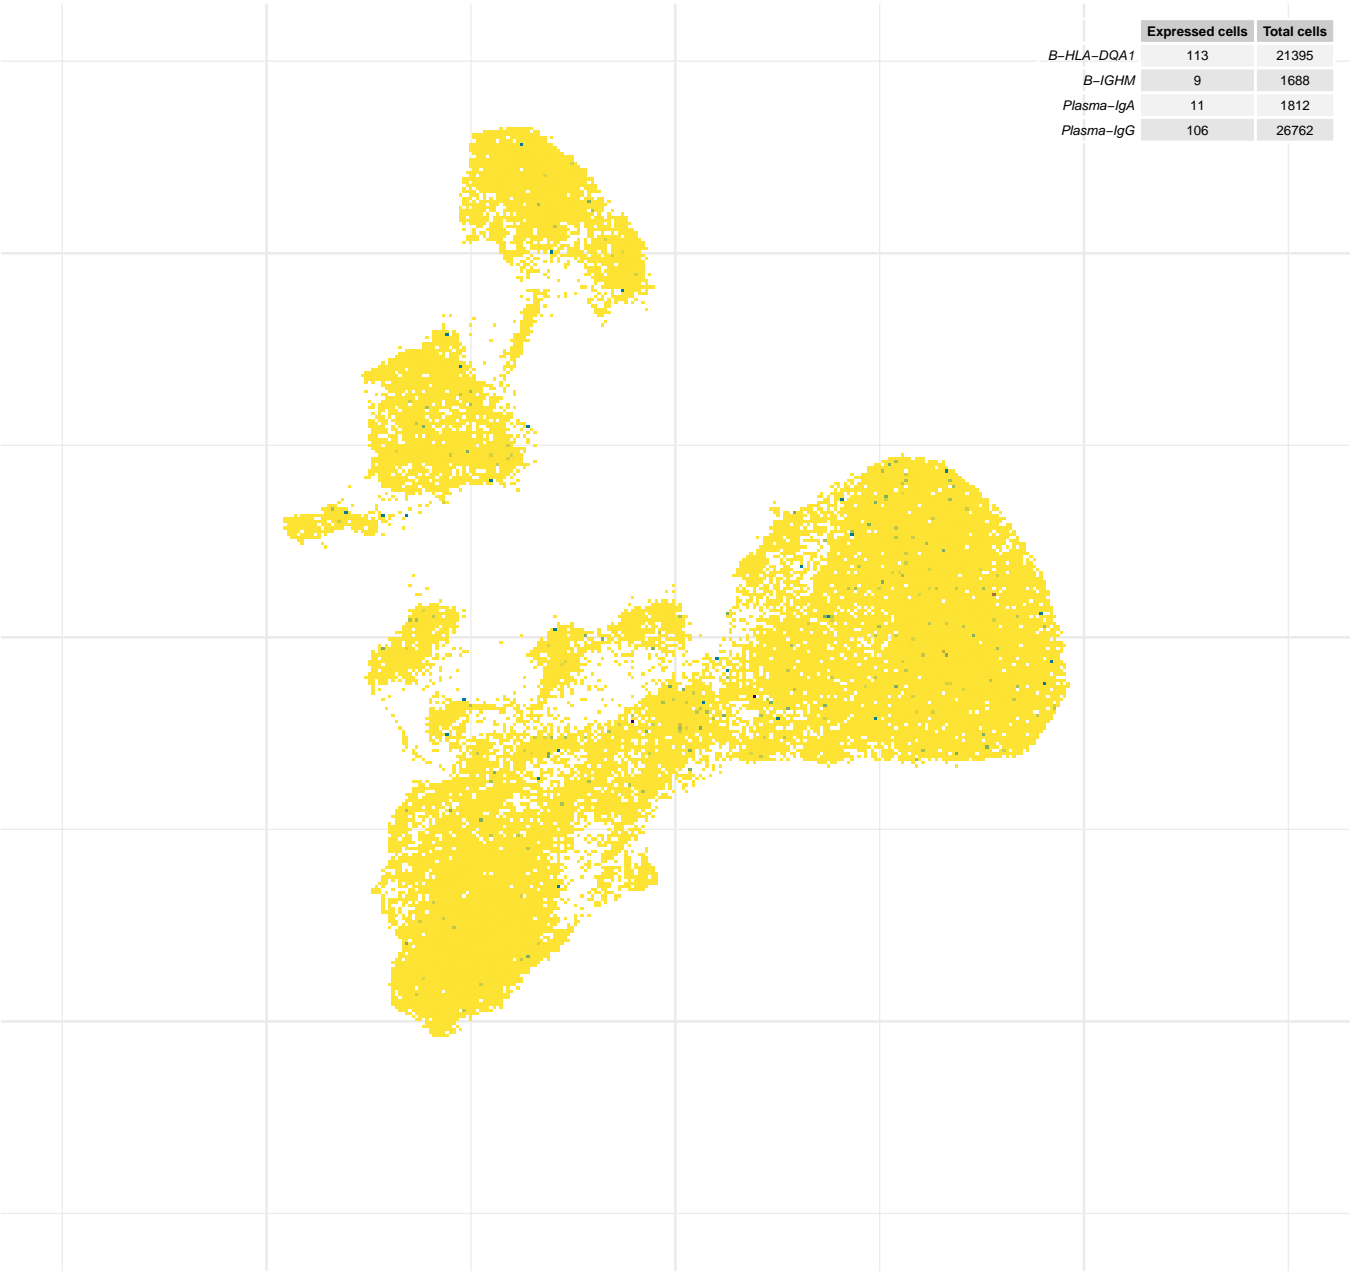 Expressed cells Total cells
B−HLA−DQA1 113 21395
B−IGHM 9 1688
Plasma−IgA 11 1812
Plasma−IgG 106 26762